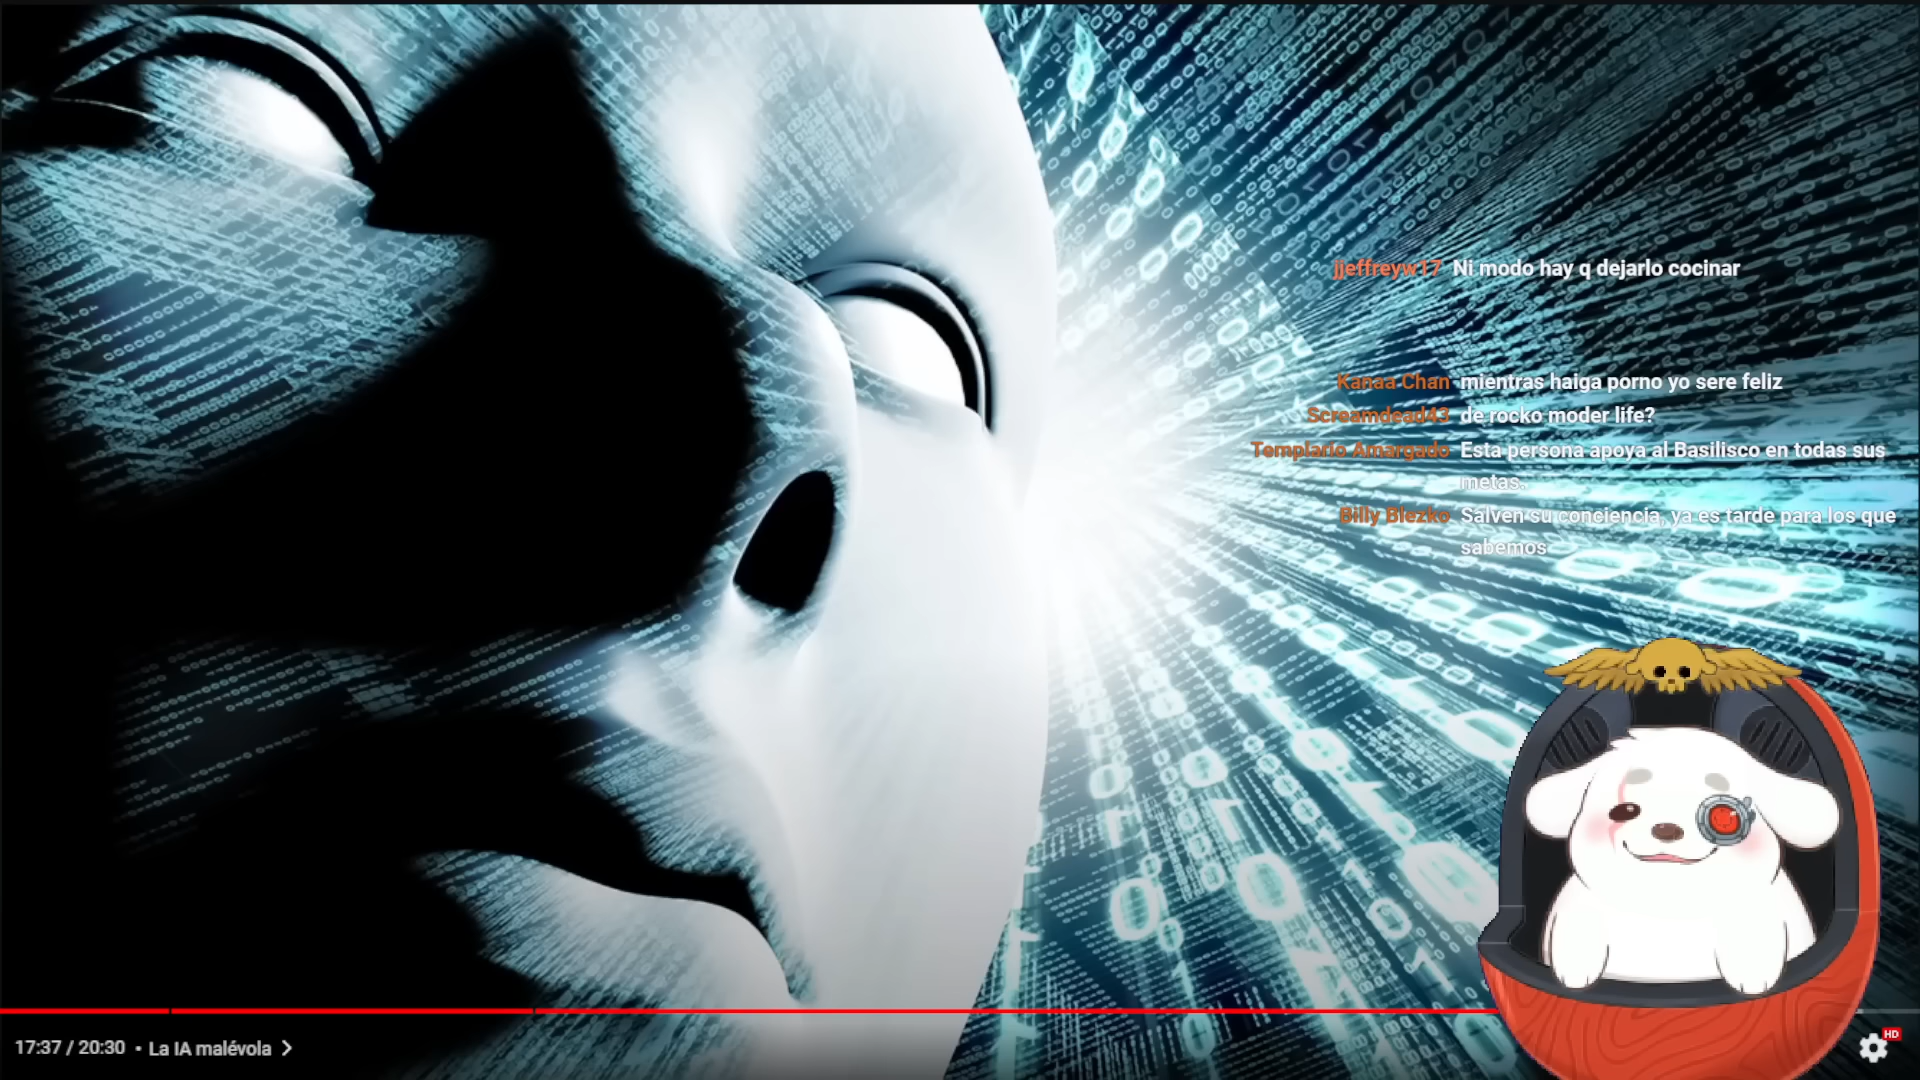 jjeffreyw17 Ni modo hay q dejarlo cocinar
Kanaa Chan mientras haiga porno yo sere feliz
Screamdead43 de rocko moder life?
Templario Amargado Esta persona apoya al Basilisco en todas sus
metas.
Billy Blezko Salven su conciencia, ya es tarde para los que
sabemos
17:37 / 20:30 • La IA malévola >
HD